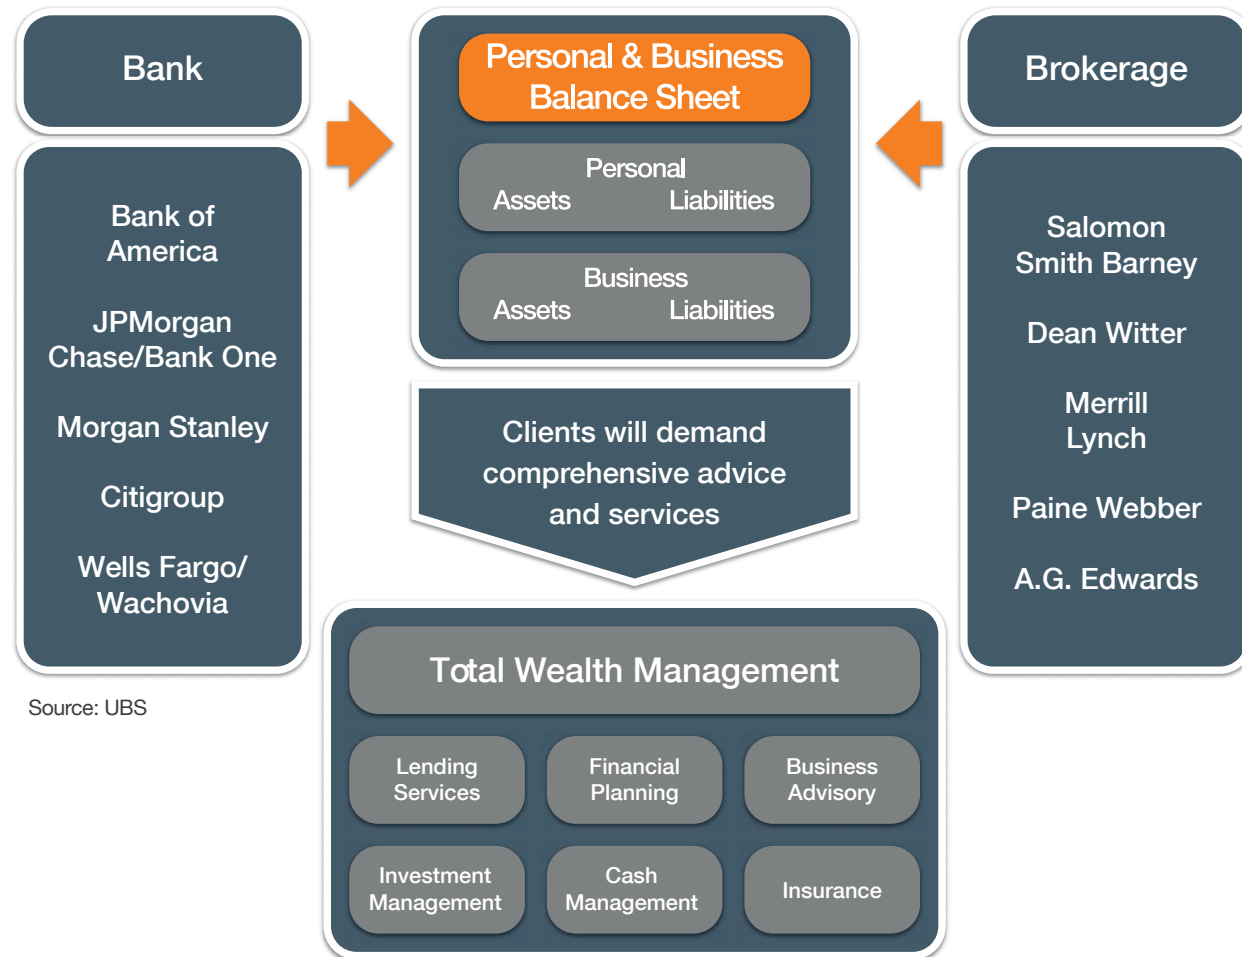 Bank
Bank of
America
JPMorgan
Chase/Bank One
Morgan Stanley
Citigroup
Wells Fargo/
Wachovia
Source: UBS
Personal & Business
Balance Sheet
Personal
Assets Liabilities
Business
Assets Liabilities
Clients will demand
comprehensive advice
and services
Brokerage
Salomon
Smith Barney
Dean Witter
Merrill
Lynch
Paine Webber
A.G. Edwards
Total Wealth Management
Lending
Services
Financial
Planning
Business
Advisory
Investment
Management
Cash
Management
Insurance